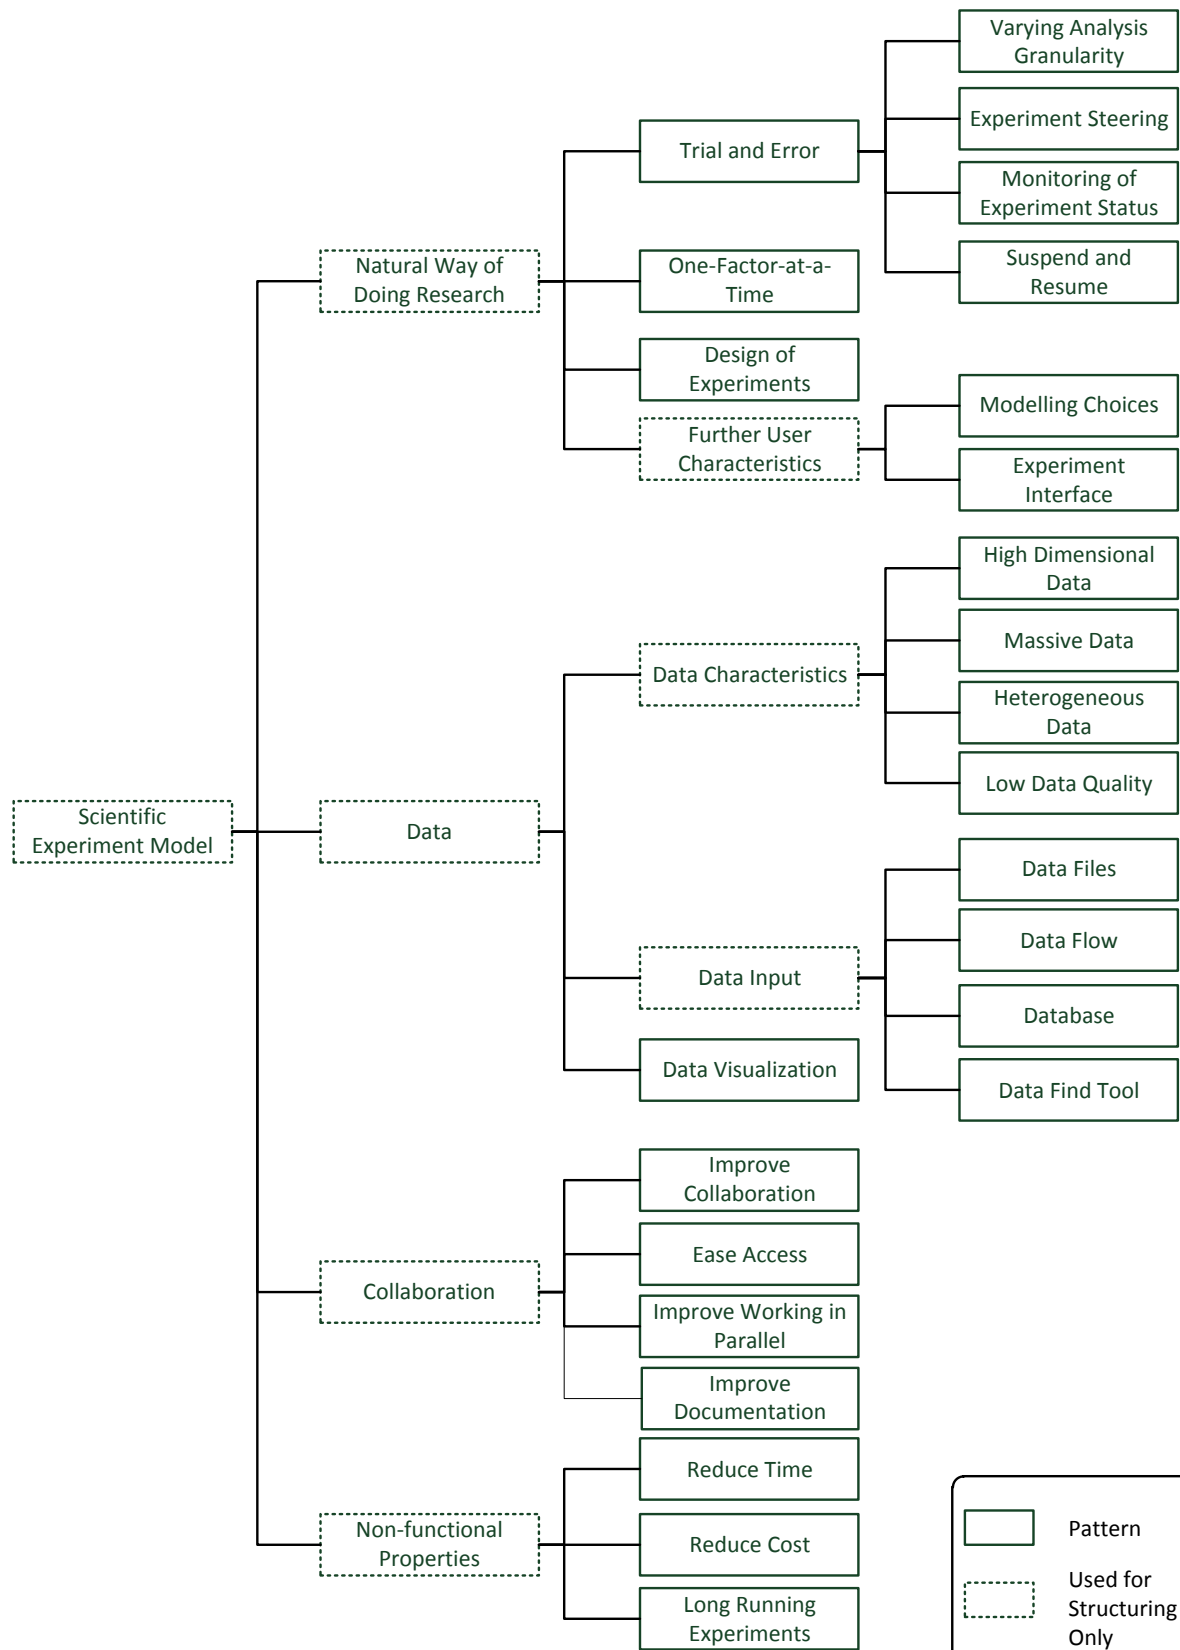 Varying Analysis
Granularity
Experiment Steering
Trial and Error
Monitoring of
Experiment Status
Suspend and
Resume
Natural Way of
Doing Research
One-Factor-at-a-
Time
Design of
Experiments
Further User
Characteristics
Modelling Choices
Experiment
Interface
High Dimensional
Data
Massive Data
Data Characteristics
Heterogeneous
Data
Low Data Quality
Scientific
Experiment Model
Data
Data Files
Data Flow
Data Input
Database
Data Visualization
Data Find Tool
Improve
Collaboration
Ease Access
Collaboration
Improve Working in
Parallel
Improve
Documentation
Reduce Time
Non-functional
Properties
Reduce Cost
Long Running
Experiments
Pattern
Used for
Structuring
Only